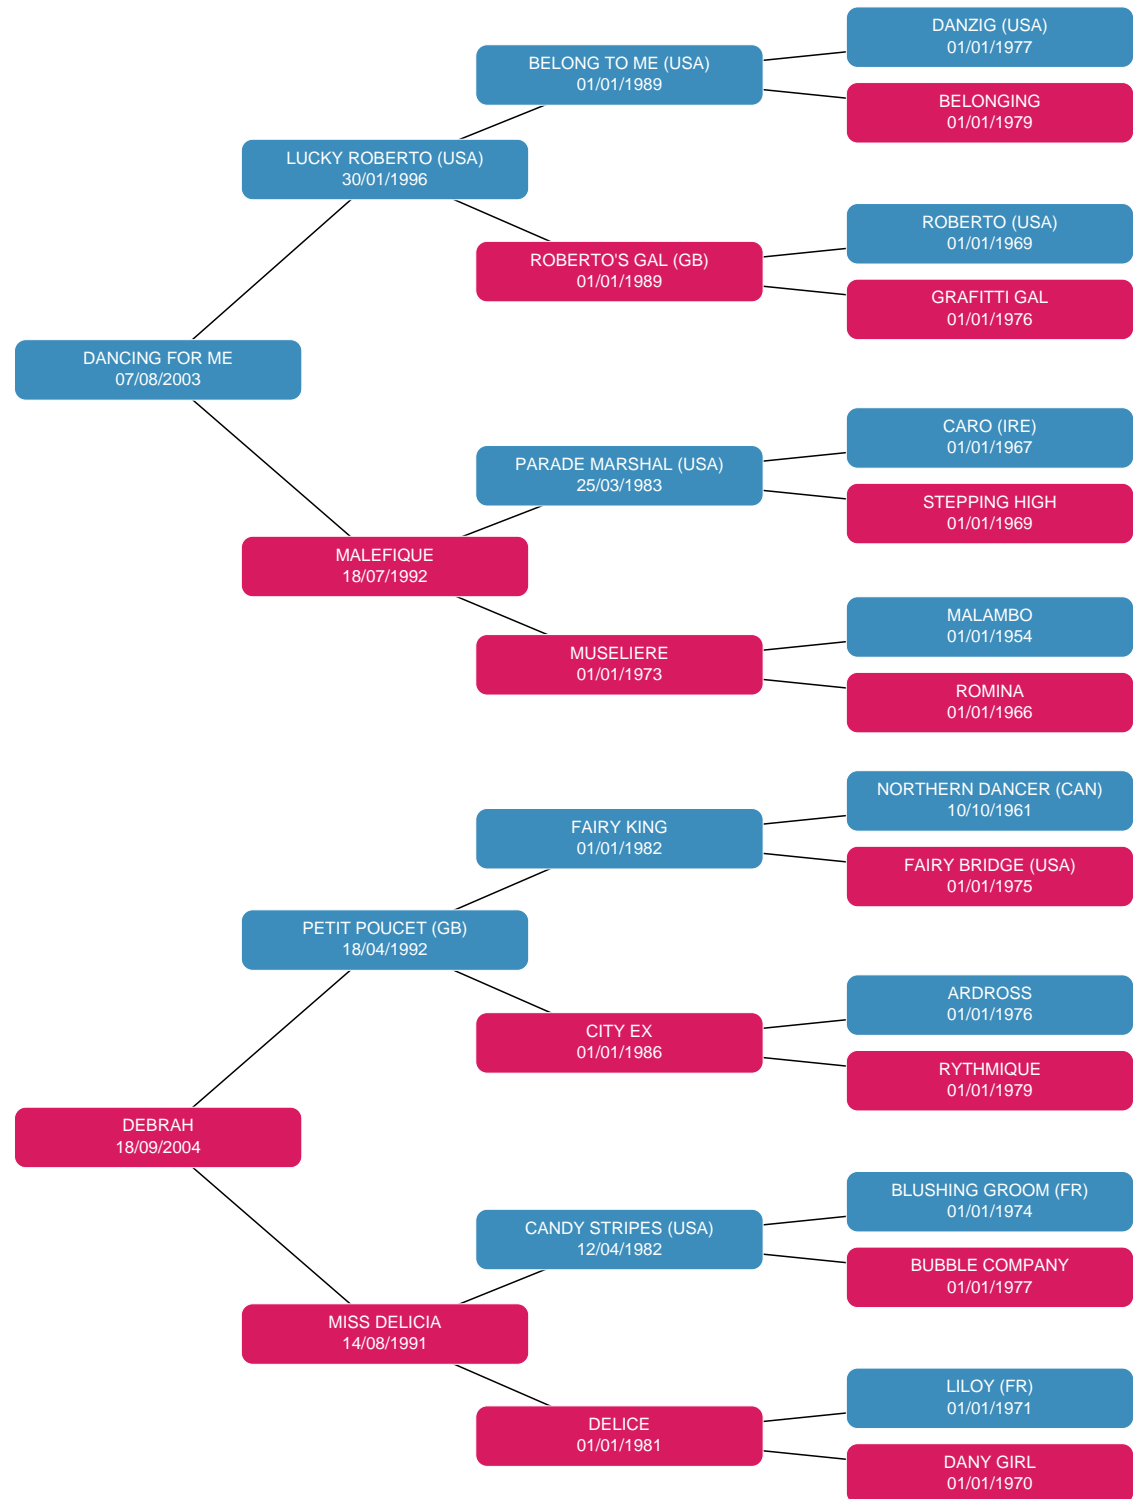 DANZIG (USA)
01/01/1977
BELONG TO ME (USA)
01/01/1989
BELONGING
01/01/1979
LUCKY ROBERTO (USA)
30/01/1996
ROBERTO (USA)
01/01/1969
ROBERTO'S GAL (GB)
01/01/1989
GRAFITTI GAL
01/01/1976
DANCING FOR ME
07/08/2003
CARO (IRE)
01/01/1967
PARADE MARSHAL (USA)
25/03/1983
STEPPING HIGH
01/01/1969
MALEFIQUE
18/07/1992
MALAMBO
01/01/1954
MUSELIERE
01/01/1973
ROMINA
01/01/1966
NORTHERN DANCER (CAN)
10/10/1961
FAIRY KING
01/01/1982
FAIRY BRIDGE (USA)
01/01/1975
PETIT POUCET (GB)
18/04/1992
ARDROSS
01/01/1976
CITY EX
01/01/1986
RYTHMIQUE
01/01/1979
DEBRAH
18/09/2004
BLUSHING GROOM (FR)
01/01/1974
CANDY STRIPES (USA)
12/04/1982
BUBBLE COMPANY
01/01/1977
MISS DELICIA
14/08/1991
LILOY (FR)
01/01/1971
DELICE
01/01/1981
DANY GIRL
01/01/1970